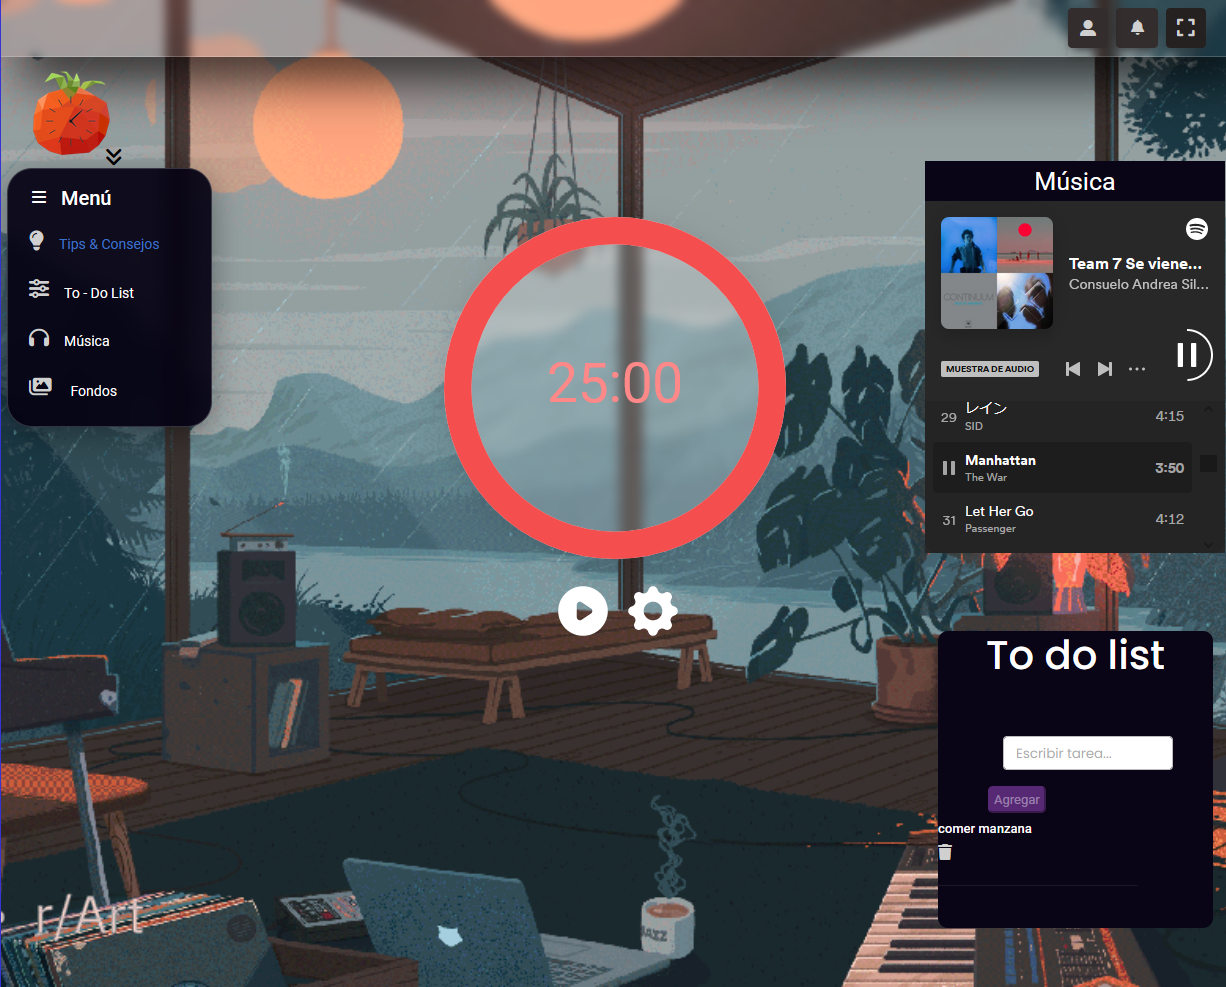 Menú
Tips & Consejos
To - Do List
Música
Fondos
25:00
Música
CONTINUUM
Team 7 Se viene...
Consuelo Andrea Sil...
MUESTRA DE AUDIO
29 レイン 4:15
SID
Manhattan 3:50
The War
31 Let Her Go 4:12
Passenger
To do list
Escribir tarea...
Agregar
comer manzana
r/Art
JAZZ